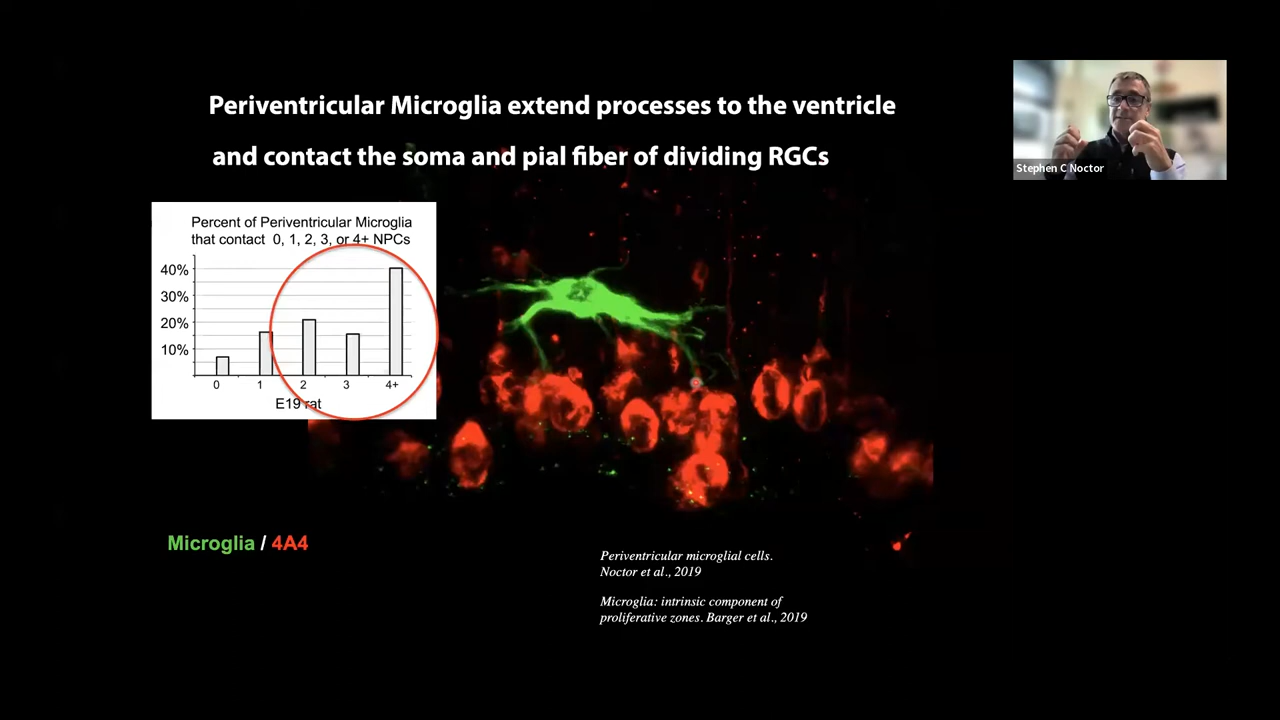 Periventricular Microglia extend processes to the ventricle
and contact the soma and pial fiber of dividing RGCs
Stephen C Noctor
Percent of Periventricular Microglia
that contact 0, 1, 2, 3, or 4+ NPCs
40%
30%
20%
10%
0 1 2 3 4+
E19 rat
Microglia / 4A4
Periventricular microglial cells.
Noctor et al., 2019
Microglia: intrinsic component of
proliferative zones. Barger et al., 2019